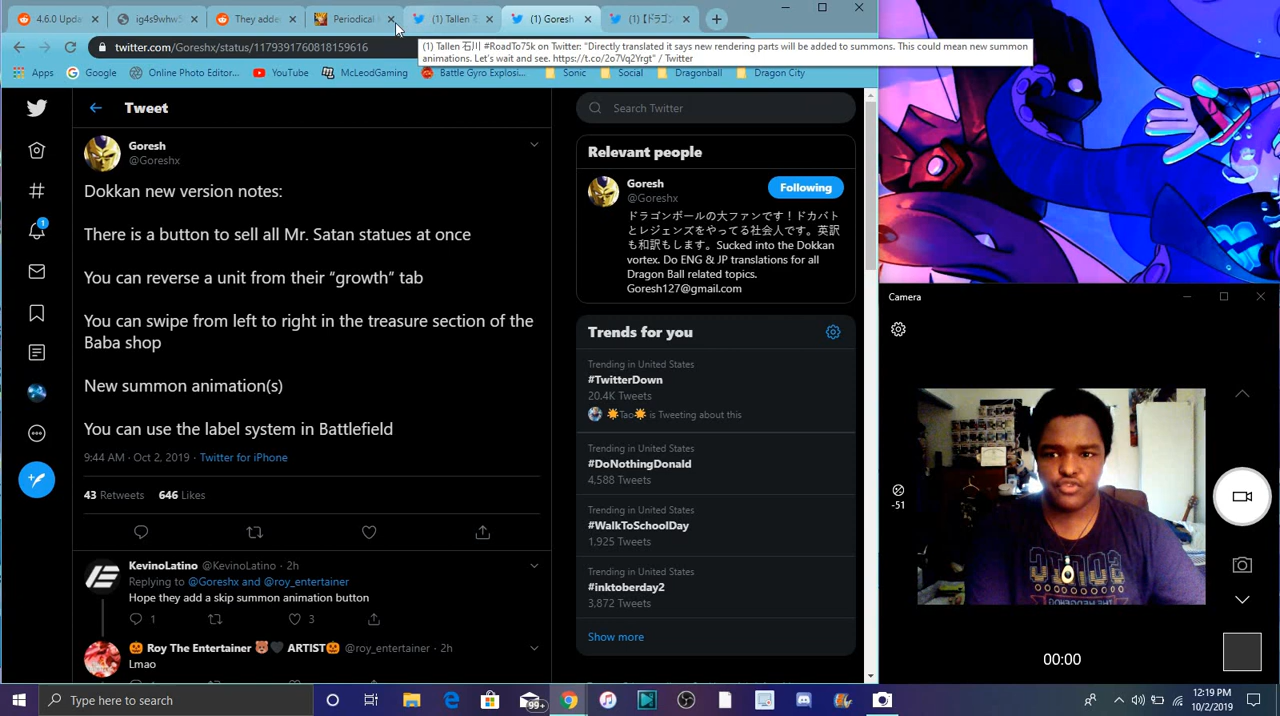 4.6.0 Upda
ig4s9whw5
They adde
Periodical
(1) Tallen 石
(1) Goresh
(1) 【ドラゴン
twitter.com/Goreshx/status/1179391760818159616
(1) Tallen 石川 #RoadTo75k on Twitter: "Directly translated it says new rendering parts will be added to summons. This could mean new summon
animations. Let's wait and see. https://t.co/2o7Vq2Yrgt" / Twitter
Apps
Google
Online Photo Editor...
YouTube
McLeodGaming
Battle Gyro Explosi...
Sonic
Social
Dragonball
Dragon City
Tweet
Search Twitter
Goresh
@Goreshx
Dokkan new version notes:
There is a button to sell all Mr. Satan statues at once
You can reverse a unit from their “growth” tab
You can swipe from left to right in the treasure section of the
Baba shop
New summon animation(s)
You can use the label system in Battlefield
9:44 AM · Oct 2, 2019 · Twitter for iPhone
43 Retweets 646 Likes
KevinoLatino @KevinoLatino · 2h
Replying to @Goreshx and @roy_entertainer
Hope they add a skip summon animation button
1
3
🎃 Roy The Entertainer 🐻🖤 ARTIST🎃 @roy_entertainer · 2h
Lmao
1
Relevant people
Goresh
@Goreshx
Following
ドラゴンボールの大ファンです！ドカバト
とレジェンズをやってる社会人です。英訳
も和訳もします。Sucked into the Dokkan
vortex. Do ENG & JP translations for all
Dragon Ball related topics.
Goresh127@gmail.com
Trends for you
Trending in United States
#TwitterDown
20.4K Tweets
☀Tao☀ is Tweeting about this
Trending in United States
#DoNothingDonald
4,588 Tweets
Trending in United States
#WalkToSchoolDay
1,925 Tweets
Trending in United States
#inktoberday2
3,872 Tweets
Show more
Camera
-51
00:00
Type here to search
99+
12:19 PM
10/2/2019